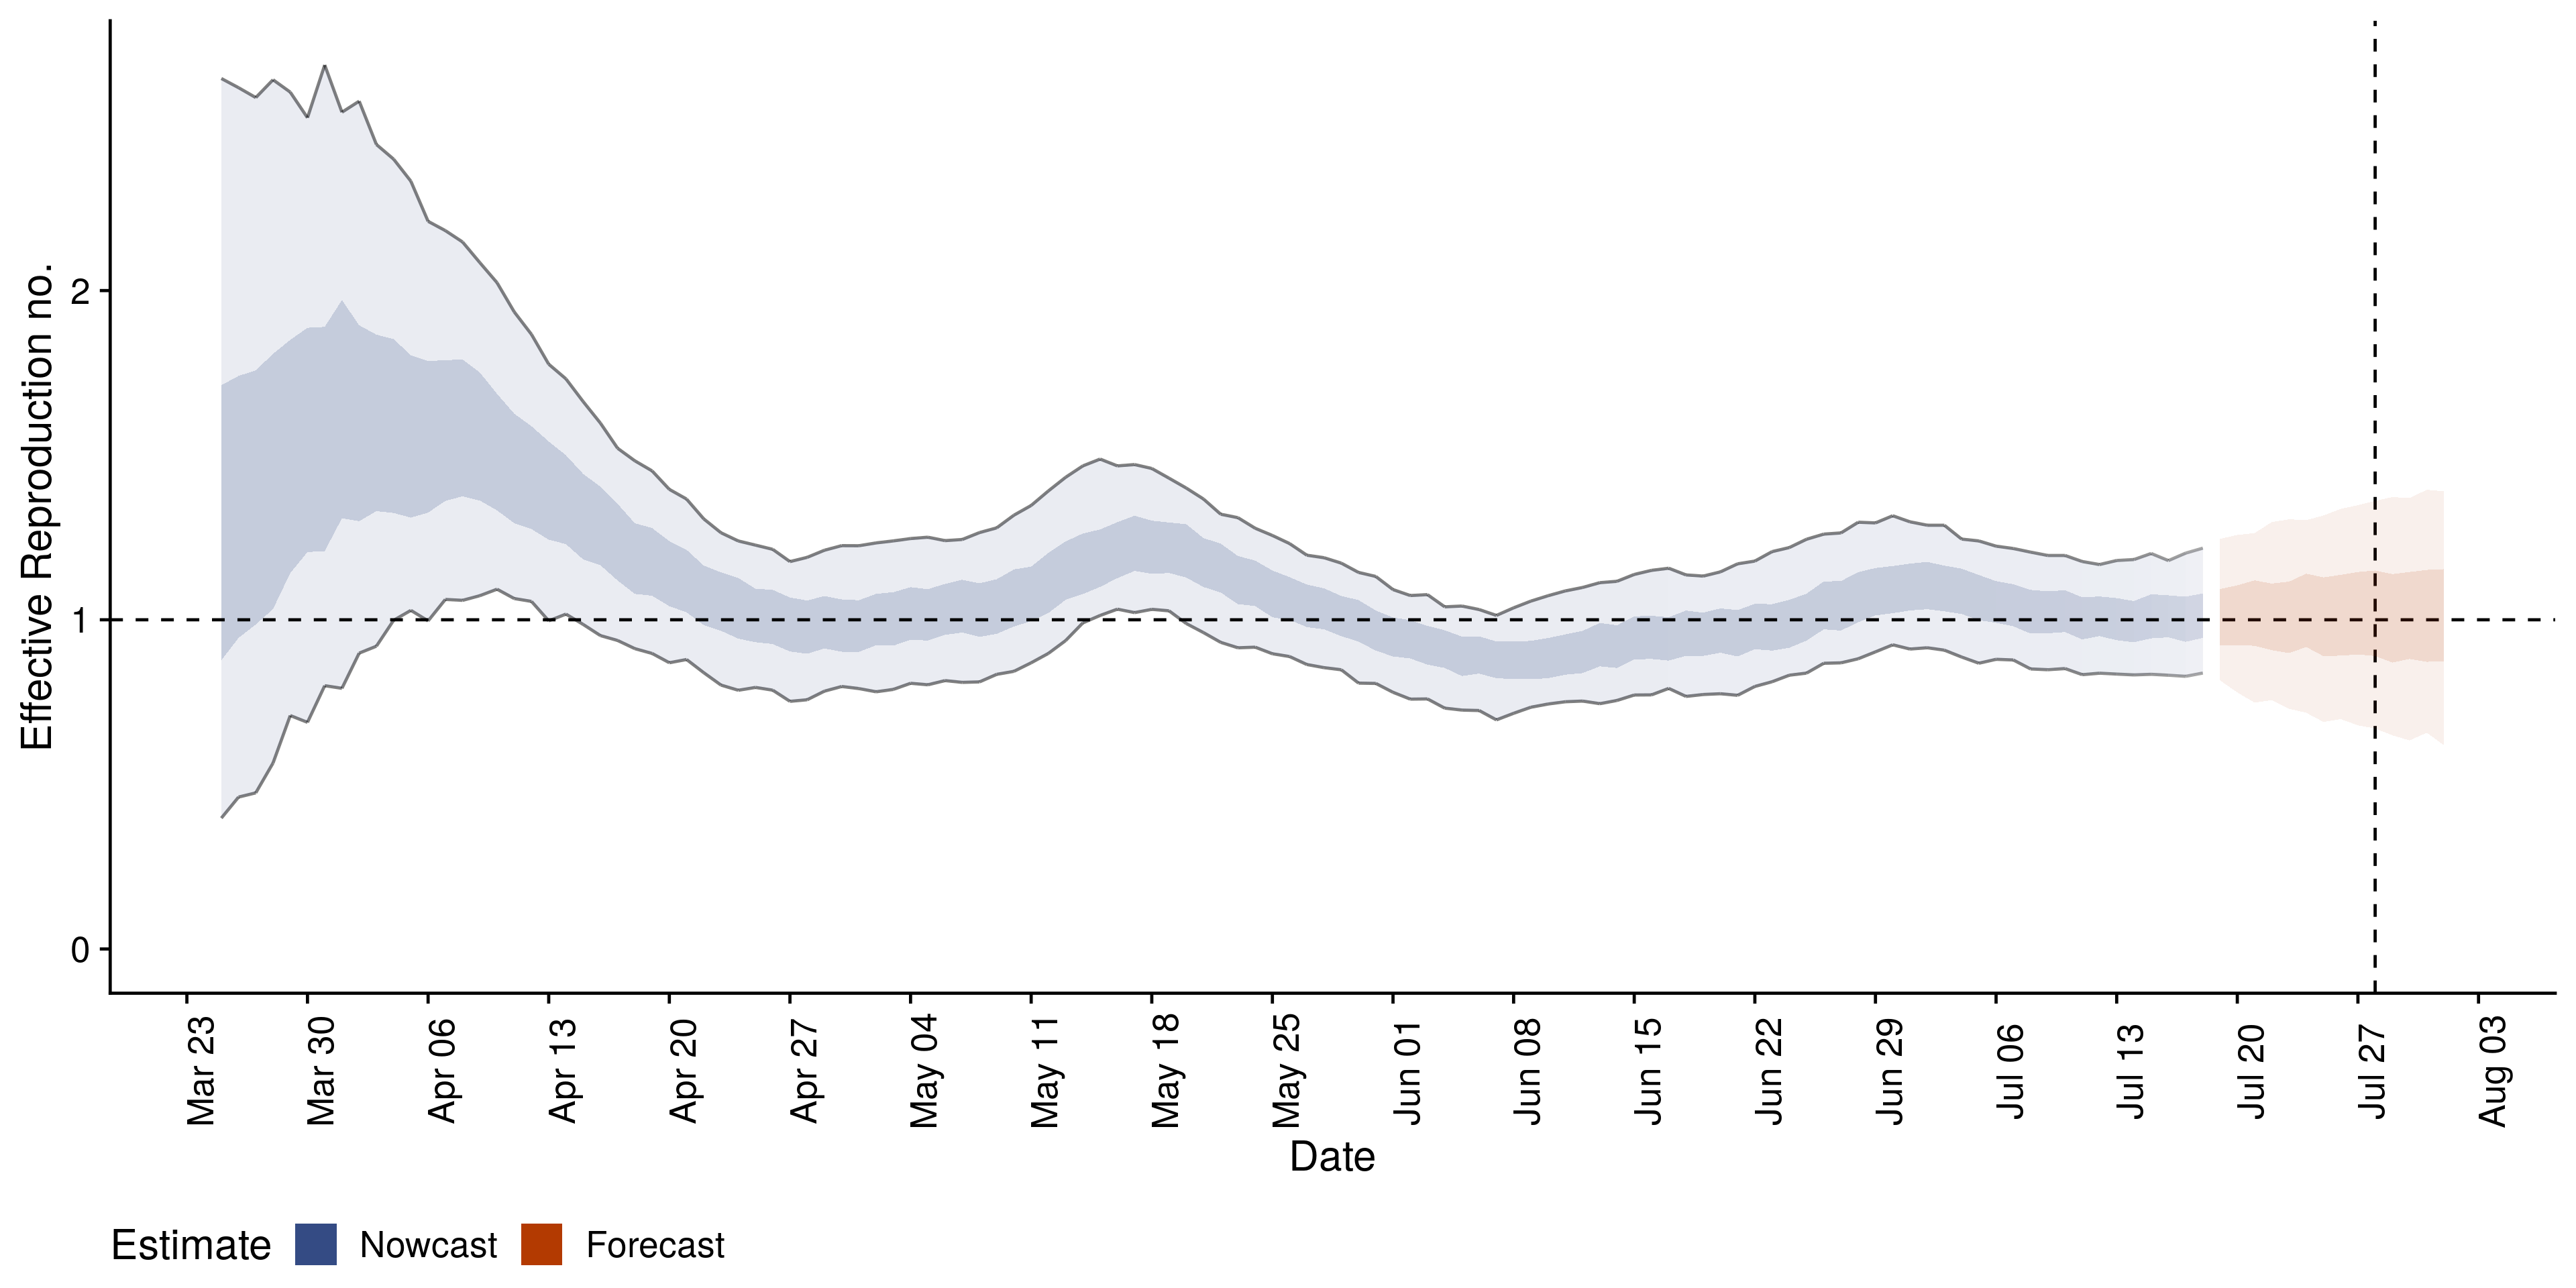 Effective Reproduction no.
2
1
0
Mar 23
Mar 30
Apr 06
Apr 13
Apr 20
Apr 27
May 04
May 11
May 18
May 25
Jun 01
Jun 08
Jun 15
Jun 22
Jun 29
Jul 06
Jul 13
Jul 20
Jul 27
Aug 03
Date
Estimate Nowcast Forecast